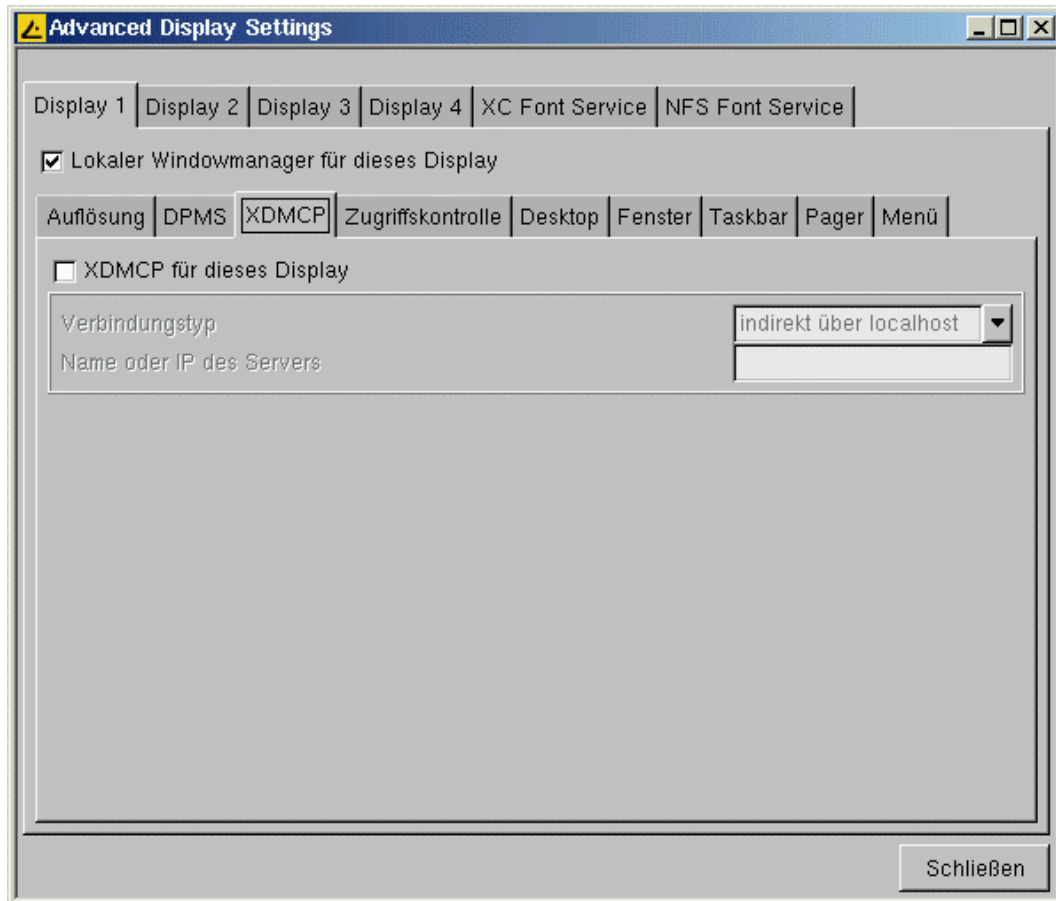 Advanced Display Settings
Display 1 Display 2 Display 3 Display 4 XC Font Service NFS Font Service
Lokaler Windowmanager für dieses Display
Auflösung DPMS XDMCP Zugriffskontrolle Desktop Fenster Taskbar Pager Menü
XDMCP für dieses Display
Verbindungstyp indirekt über localhost
Name oder IP des Servers
Schließen